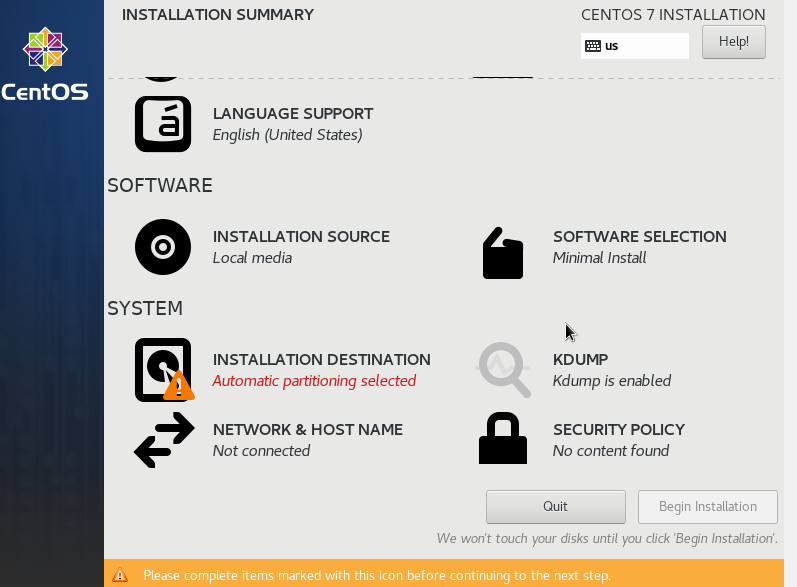 INSTALLATION SUMMARY
CENTOS 7 INSTALLATION
us
Help!
CentOS
LANGUAGE SUPPORT
English (United States)
SOFTWARE
INSTALLATION SOURCE
Local media
SOFTWARE SELECTION
Minimal Install
SYSTEM
INSTALLATION DESTINATION
Automatic partitioning selected
KDUMP
Kdump is enabled
NETWORK & HOST NAME
Not connected
SECURITY POLICY
No content found
Quit
Begin Installation
We won't touch your disks until you click 'Begin Installation'.
Please complete items marked with this icon before continuing to the next step.